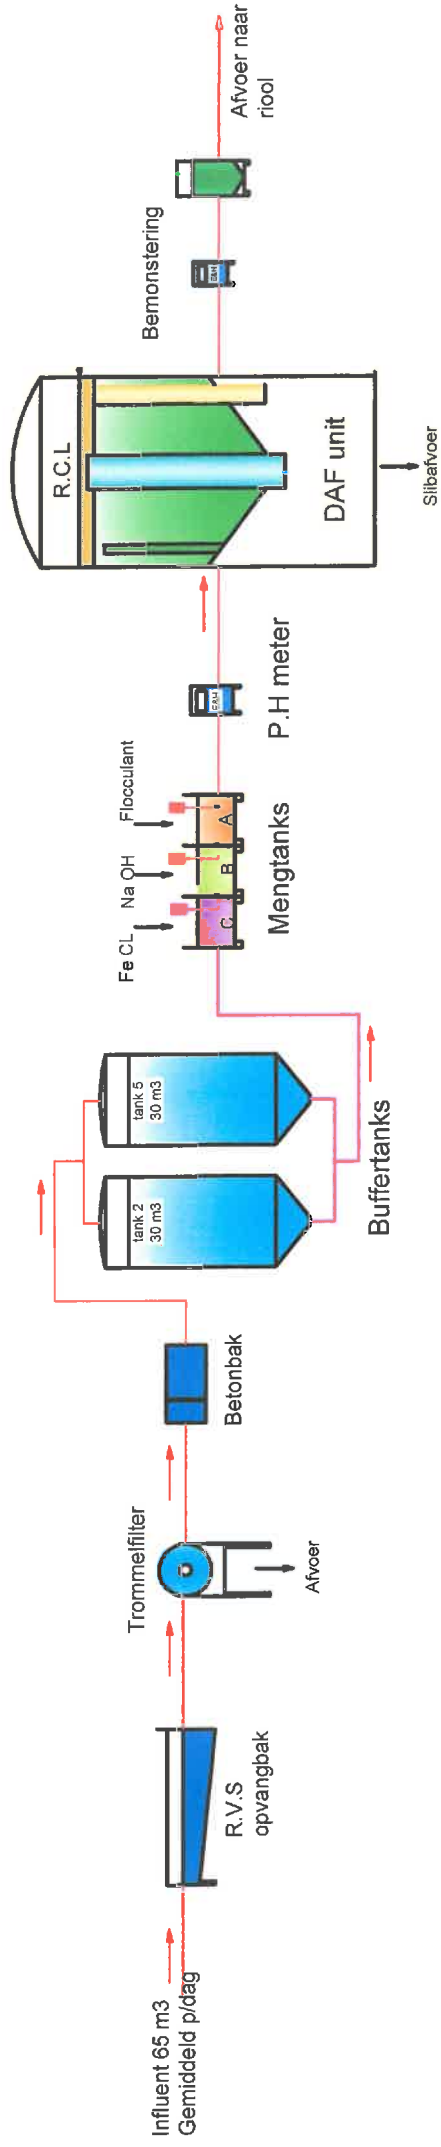 Influent 65 m3
Gemiddeld p/dag
R.V.S
opvangbak
Trommelfilter
Afvoer
Betonbak
tank 2
30 m3
tank 5
30 m3
Buffertanks
Fe CL
Na OH
Flocculant
C
B
A
Mengtanks
P.H meter
R.C.L
DAF unit
Slibafvoer
Bemonstering
Afvoer naar
riool